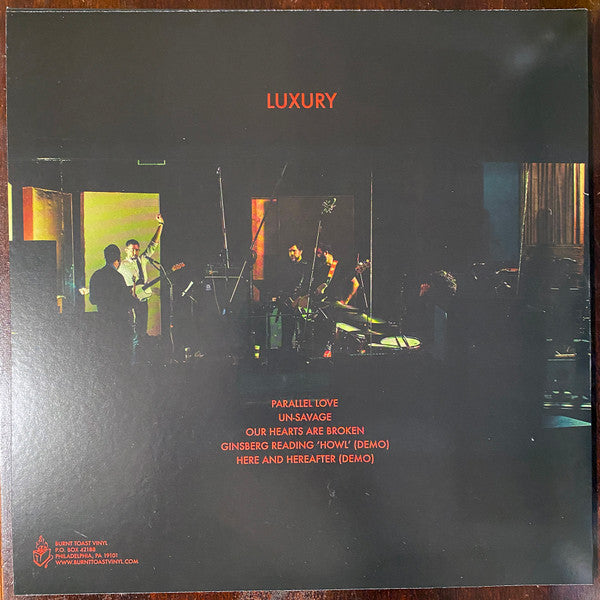 LUXURY
PARALLEL LOVE
UN-SAVAGE
OUR HEARTS ARE BROKEN
GINSBERG READING 'HOWL' (DEMO)
HERE AND HEREAFTER (DEMO)
BURNT TOAST VINYL
P.O. BOX 42188
PHILADELPHIA, PA 19101
WWW.BURNTTOASTVINYL.COM